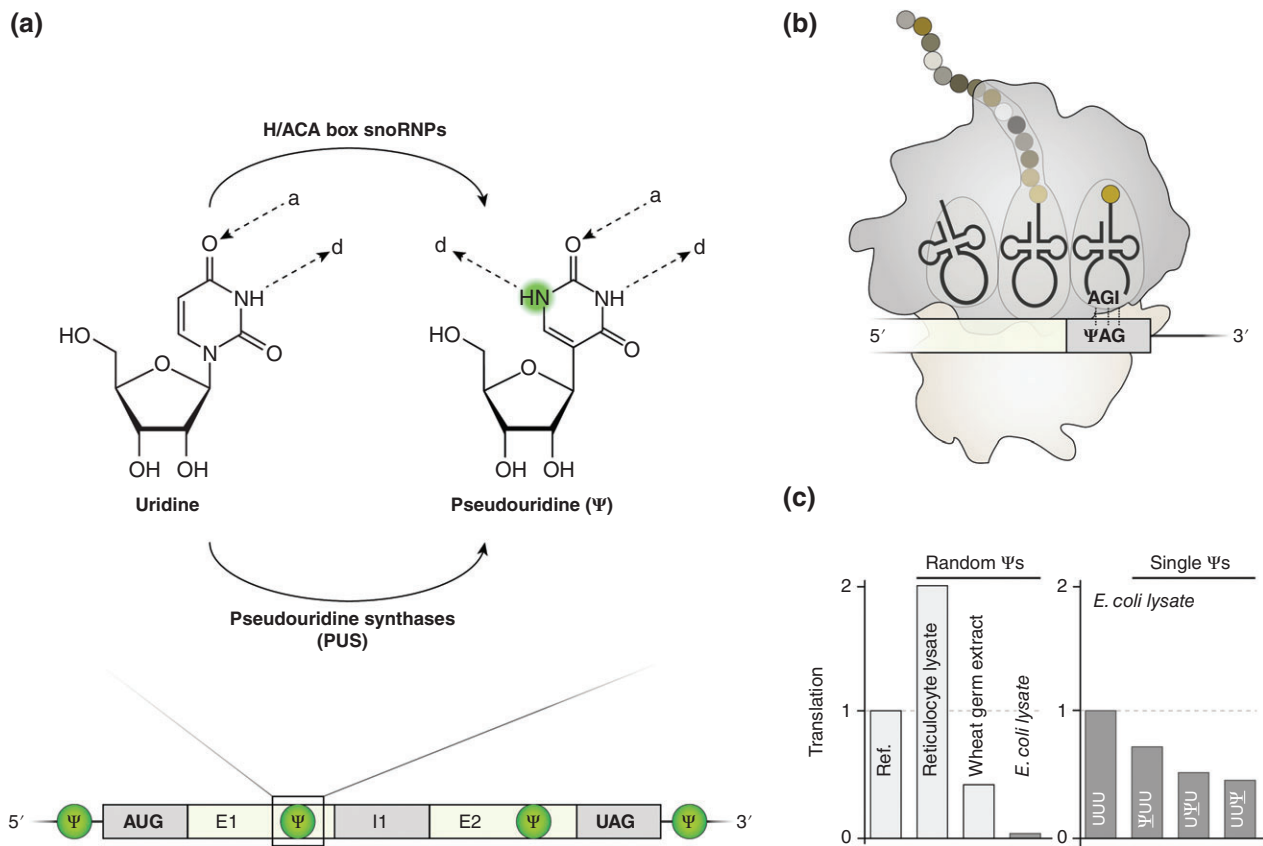 (a)
H/ACA box snoRNPs
a
O
d
NH
O
N
HO
O
OH OH
Uridine
a
O
d
HN
NH
d
O
HO
O
OH OH
Pseudouridine (Ψ)
Pseudouridine synthases
(PUS)
5′ Ψ AUG E1 Ψ I1 E2 Ψ UAG Ψ 3′
(b)
AGI
5′ ΨAG 3′
(c)
Random Ψs
Translation
2
1
0
Ref.
Reticulocyte lysate
Wheat germ extract
E. coli lysate
Single Ψs
2
E. coli lysate
1
0
UUU
ΨUU
UΨU
UUΨ